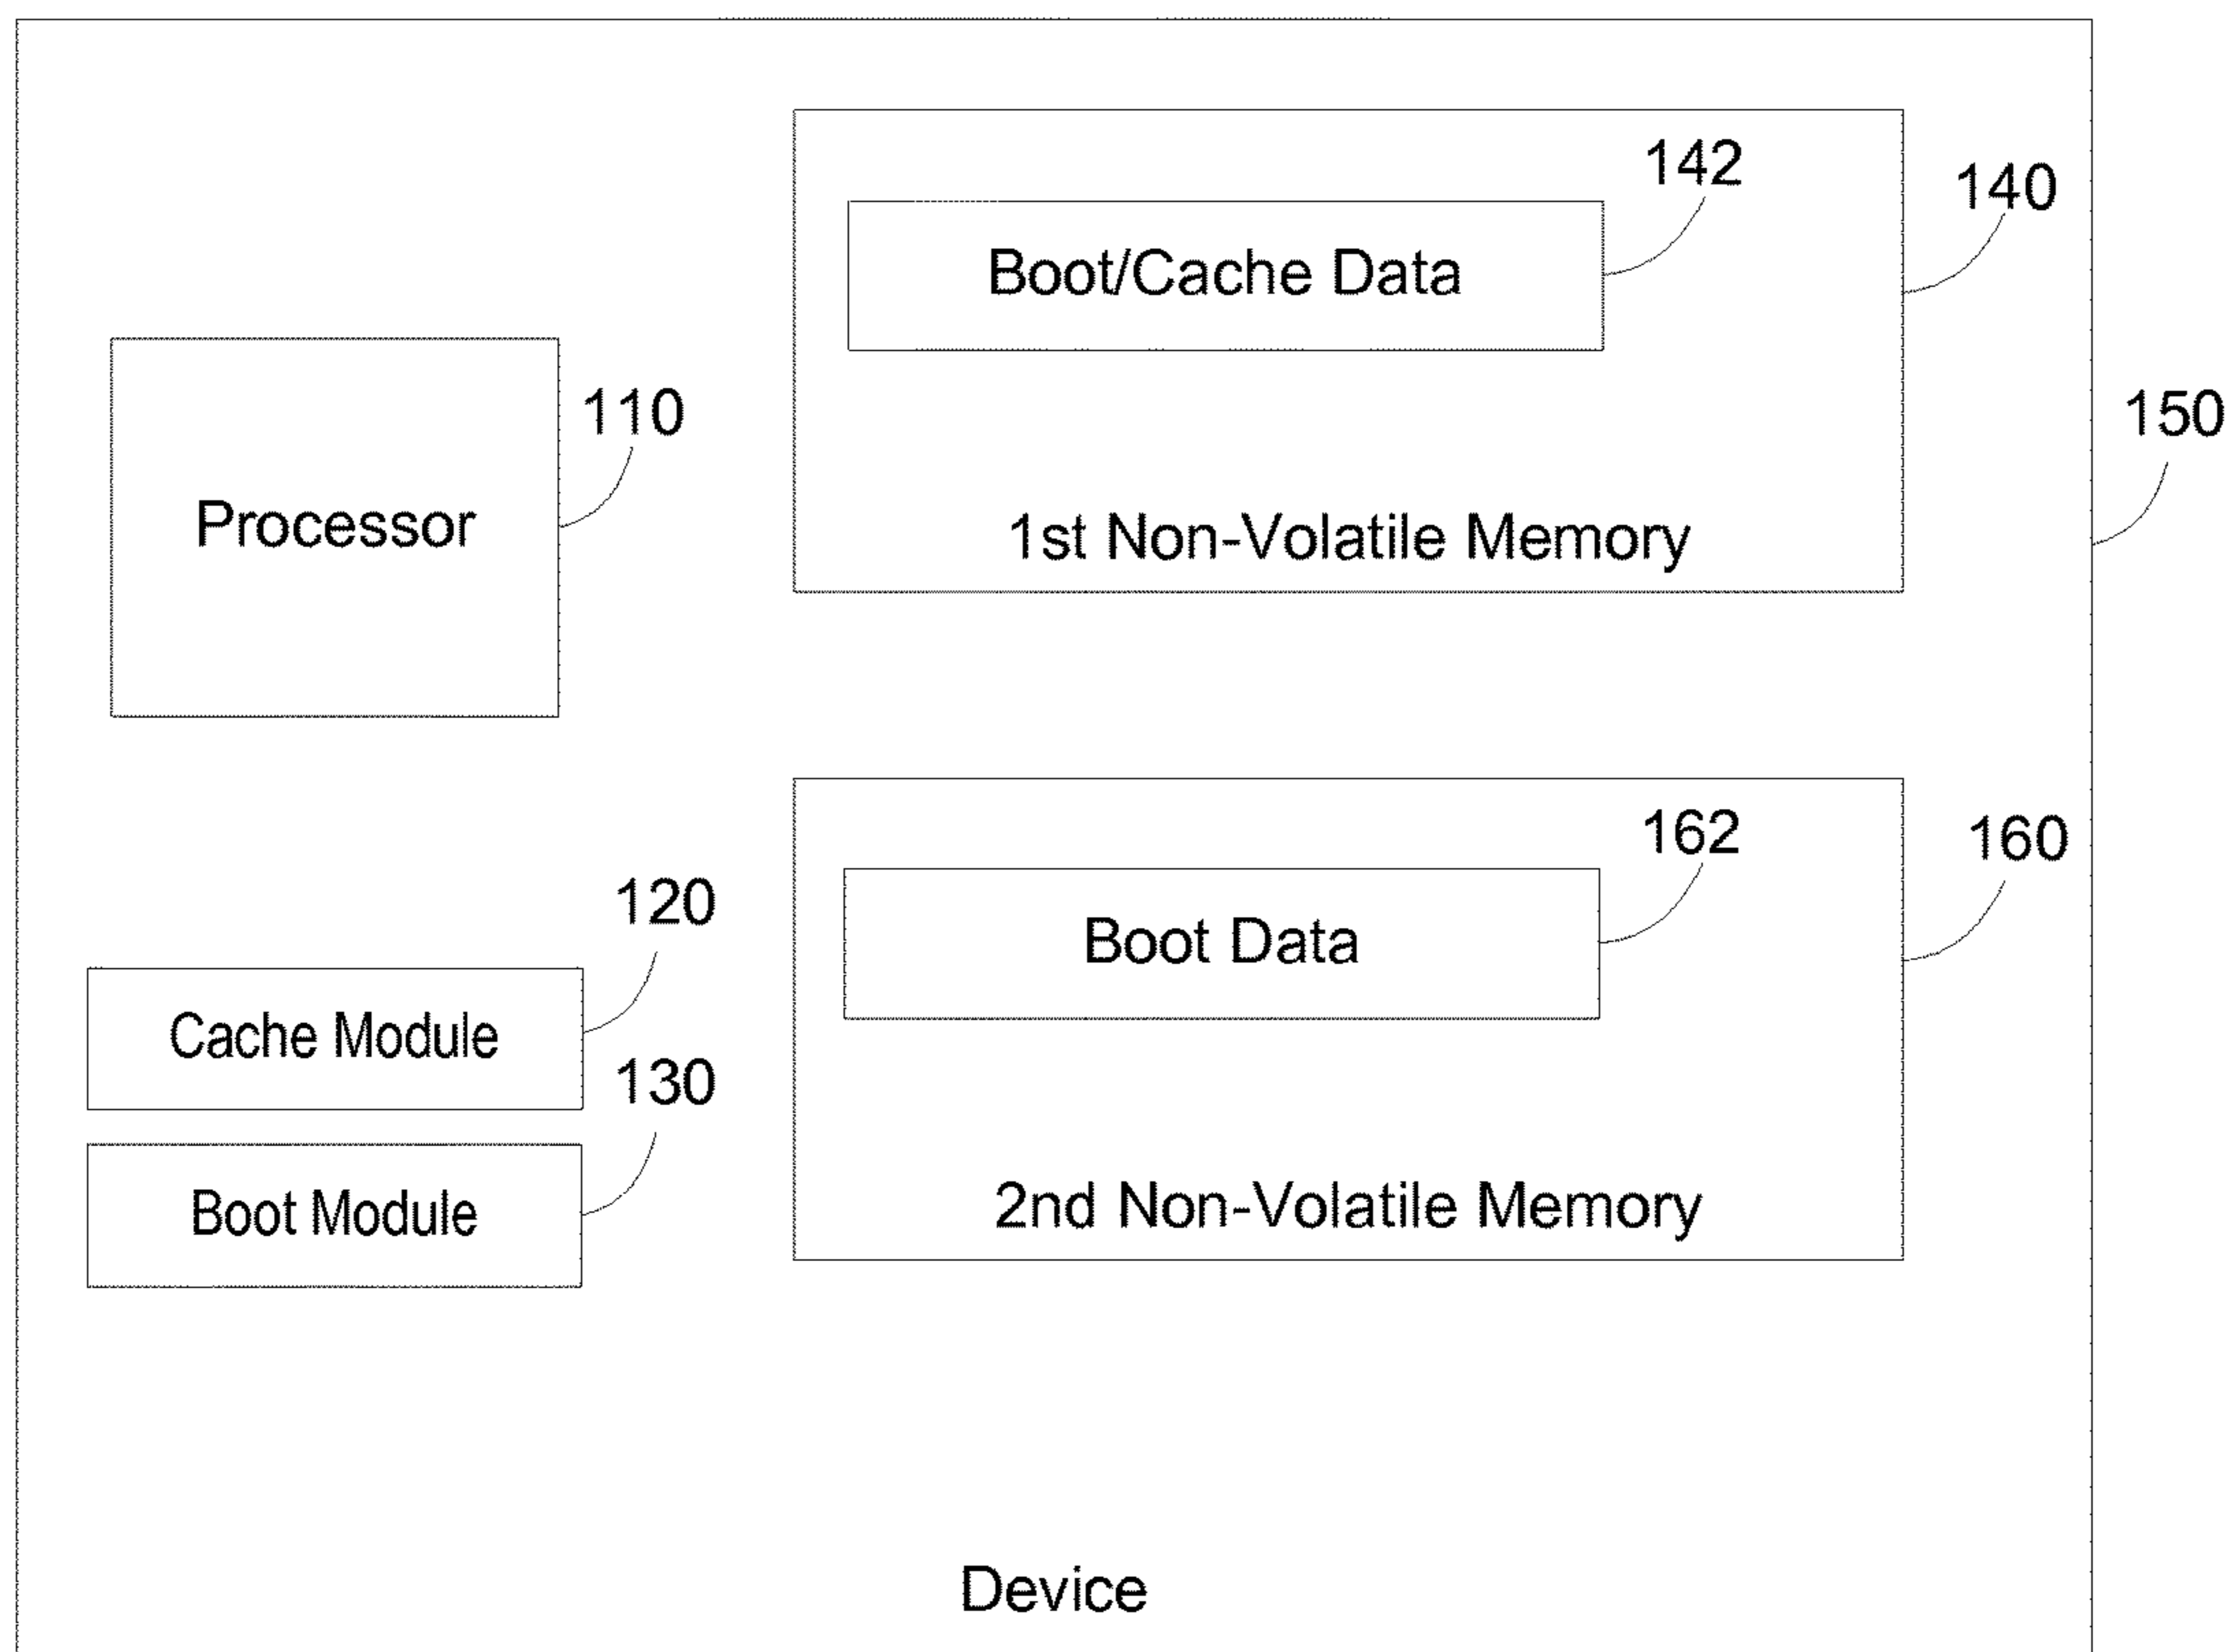 142
140
Boot/Cache Data
110
150
Processor
1st Non-Volatile Memory
162
160
120
Boot Data
Cache Module
130
Boot Module
2nd Non-Volatile Memory
Device